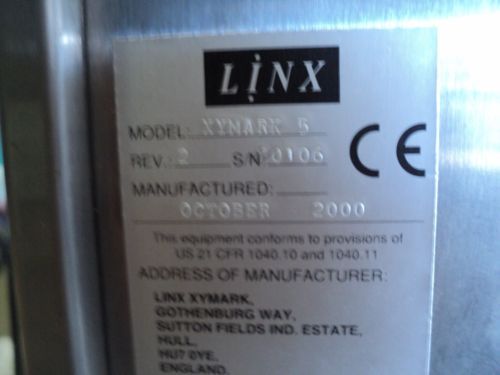 LINX
MODEL: XYMARK 5
REV.: 2 S/N: 0106
MANUFACTURED:
OCTOBER 2000
This equipment conforms to provisions of
US 21 CFR 1040.10 and 1040.11
ADDRESS OF MANUFACTURER:
LINX XYMARK,
GOTHENBURG WAY,
SUTTON FIELDS IND. ESTATE,
HULL,
HU7 0YE,
ENGLAND.
CE